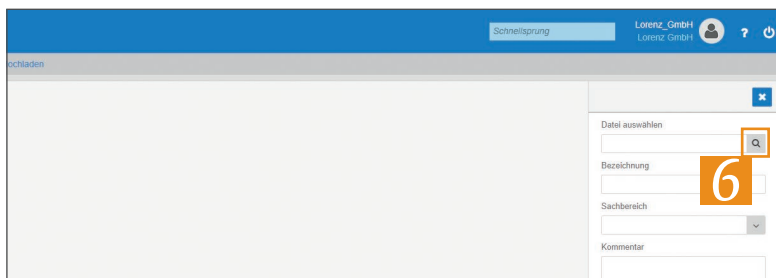 Schnellsprung
Lorenz_GmbH
Lorenz GmbH
?
ochladen
Datei auswählen
Bezeichnung
6
Sachbereich
Kommentar